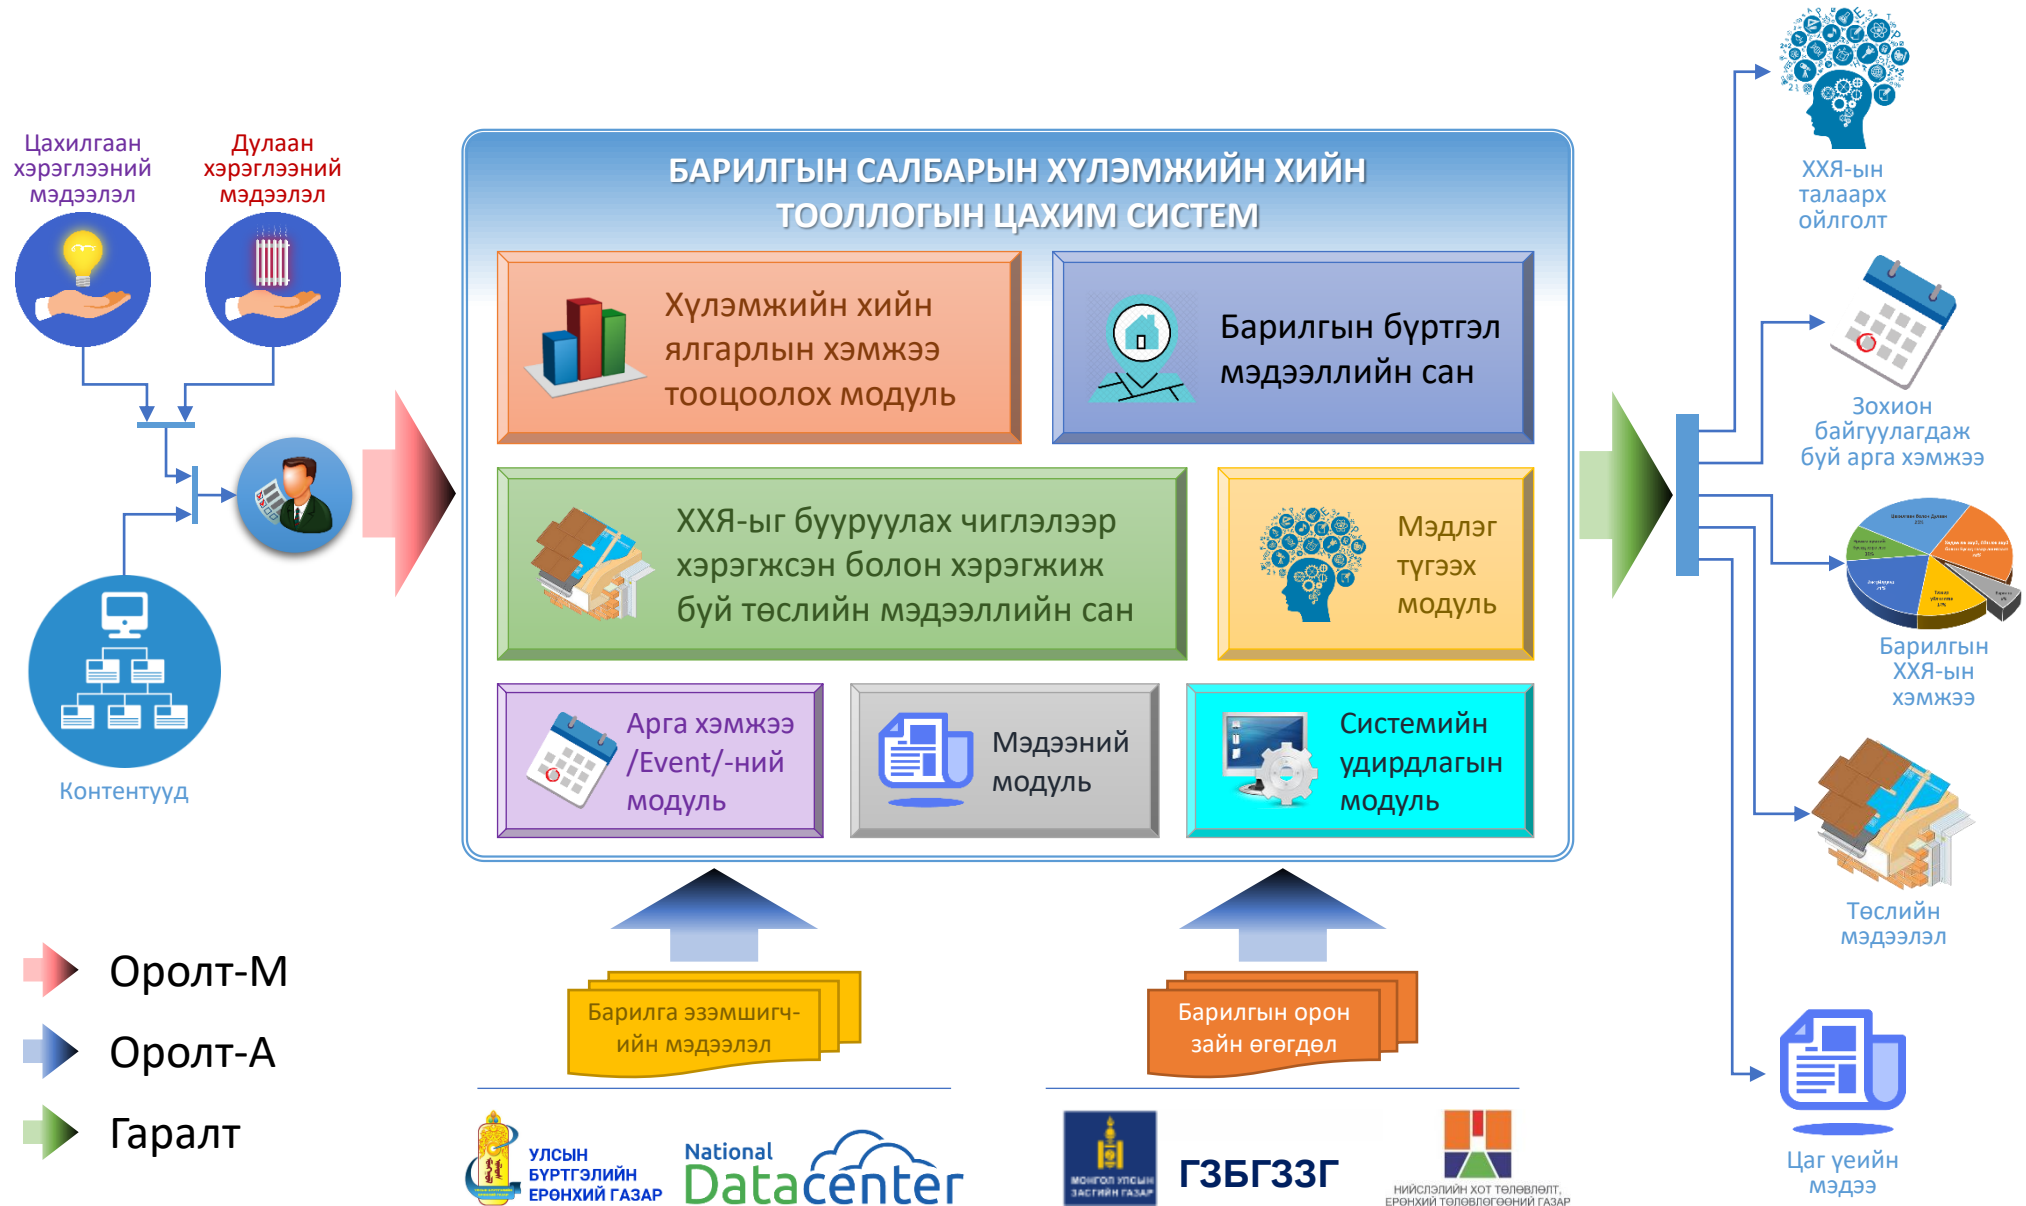 Цахилгаан
хэрэглээний
мэдээлэл
Дулаан
хэрэглээний
мэдээлэл
Контентууд
БАРИЛГЫН САЛБАРЫН ХҮЛЭМЖИЙН ХИЙН
ТООЛЛОГЫН ЦАХИМ СИСТЕМ
Хүлэмжийн хийн
ялгарлын хэмжээ
тооцоолох модуль
Барилгын бүртгэл
мэдээллийн сан
ХХЯ-ыг бууруулах чиглэлээр
хэрэгжсэн болон хэрэгжиж
буй төслийн мэдээллийн сан
Мэдлэг
түгээх
модуль
Арга хэмжээ
/Event/-ний
модуль
Мэдээний
модуль
Системийн
удирдлагын
модуль
ХХЯ-ын
талаарх
ойлголт
Зохион
байгуулагдаж
буй арга хэмжээ
Барилгын
ХХЯ-ын
хэмжээ
Төслийн
мэдээлэл
Цаг үеийн
мэдээ
Оролт-М
Оролт-А
Гаралт
Барилга эзэмшигч-
ийн мэдээлэл
Барилгын орон
зайн өгөгдөл
УЛСЫН
БҮРТГЭЛИЙН
ЕРӨНХИЙ ГАЗАР
National
Datacenter
МОНГОЛ УЛСЫН
ЗАСГИЙН ГАЗАР
ГЗБГЗЗГ
НИЙСЛЭЛИЙН ХОТ ТӨЛӨВЛӨЛТ,
ЕРӨНХИЙ ТӨЛӨВЛӨГӨӨНИЙ ГАЗАР